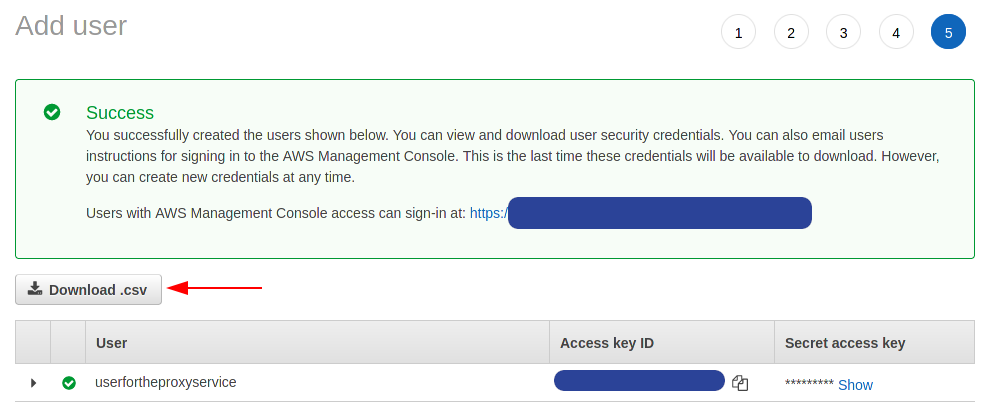 Add user
1 2 3 4 5
Success
You successfully created the users shown below. You can view and download user security credentials. You can also email users
instructions for signing in to the AWS Management Console. This is the last time these credentials will be available to download. However,
you can create new credentials at any time.
Users with AWS Management Console access can sign-in at: https:/
Download .csv
User Access key ID Secret access key
userfortheproxyservice ********* Show